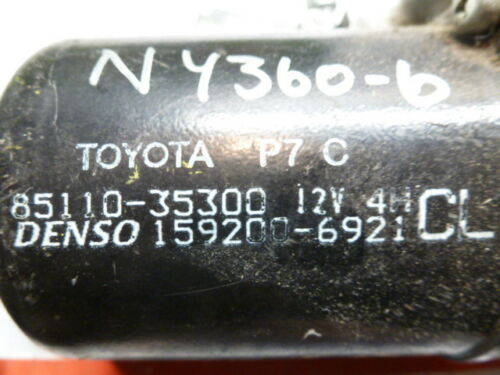 NY360-6
TOYOTA P7 C
85110-35300 12V 4H
DENSO 159200-6921 CL